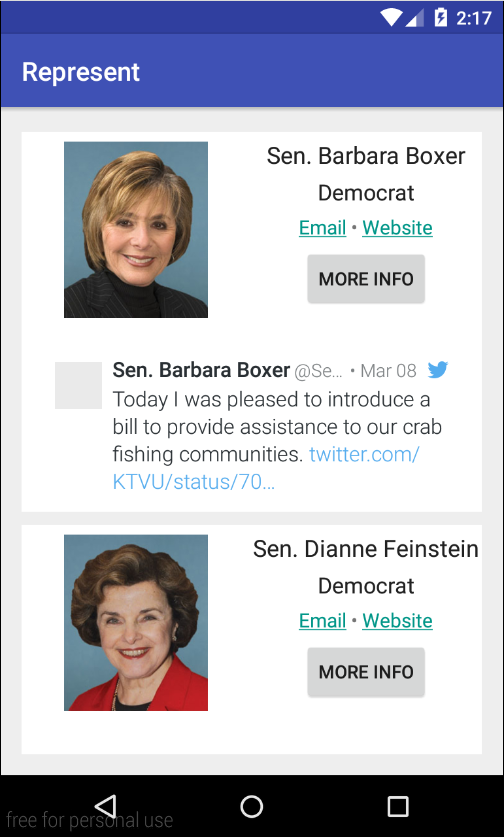 2:17
Represent
Sen. Barbara Boxer
Democrat
Email • Website
MORE INFO
Sen. Barbara Boxer @Se... • Mar 08
Today I was pleased to introduce a
bill to provide assistance to our crab
fishing communities. twitter.com/
KTVU/status/70...
Sen. Dianne Feinstein
Democrat
Email • Website
MORE INFO
free for personal use